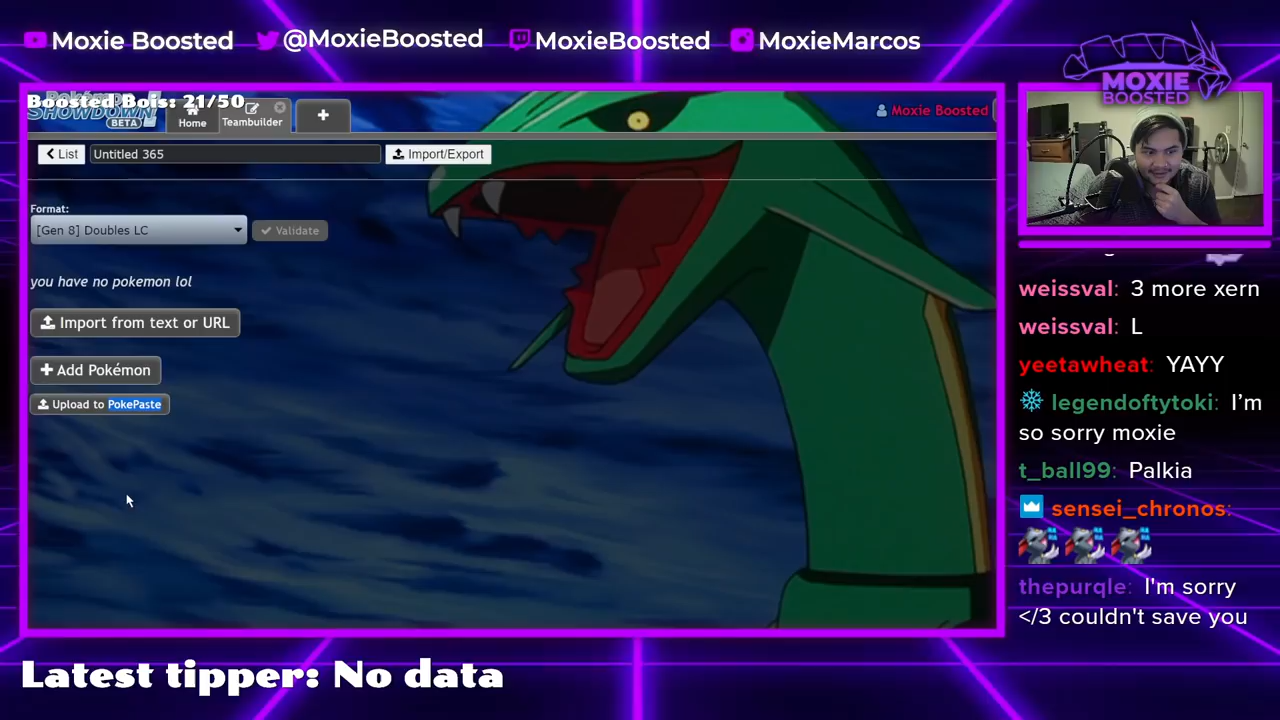 Moxie Boosted
@MoxieBoosted
MoxieBoosted
MoxieMarcos
MOXIE
BOOSTED
Boosted Bois: 21/50
SHOWDOWN!
BETA
Home
Teambuilder
+
Moxie Boosted
List
Untitled 365
Import/Export
Format:
[Gen 8] Doubles LC
Validate
you have no pokemon lol
Import from text or URL
Add Pokémon
Upload to PokePaste
weissval: 3 more xern
weissval: L
yeetawheat: YAYY
legendoftytoki: I'm
so sorry moxie
t_ball99: Palkia
sensei_chronos:
thepurqle: I'm sorry
</3 couldn't save you
Latest tipper: No data